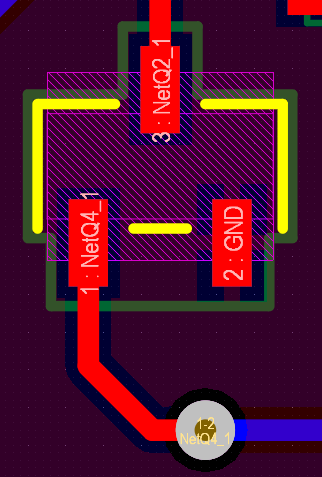 3 : NetQ2_1
1 : NetQ4_1
2 : GND
1-2
NetQ4_1